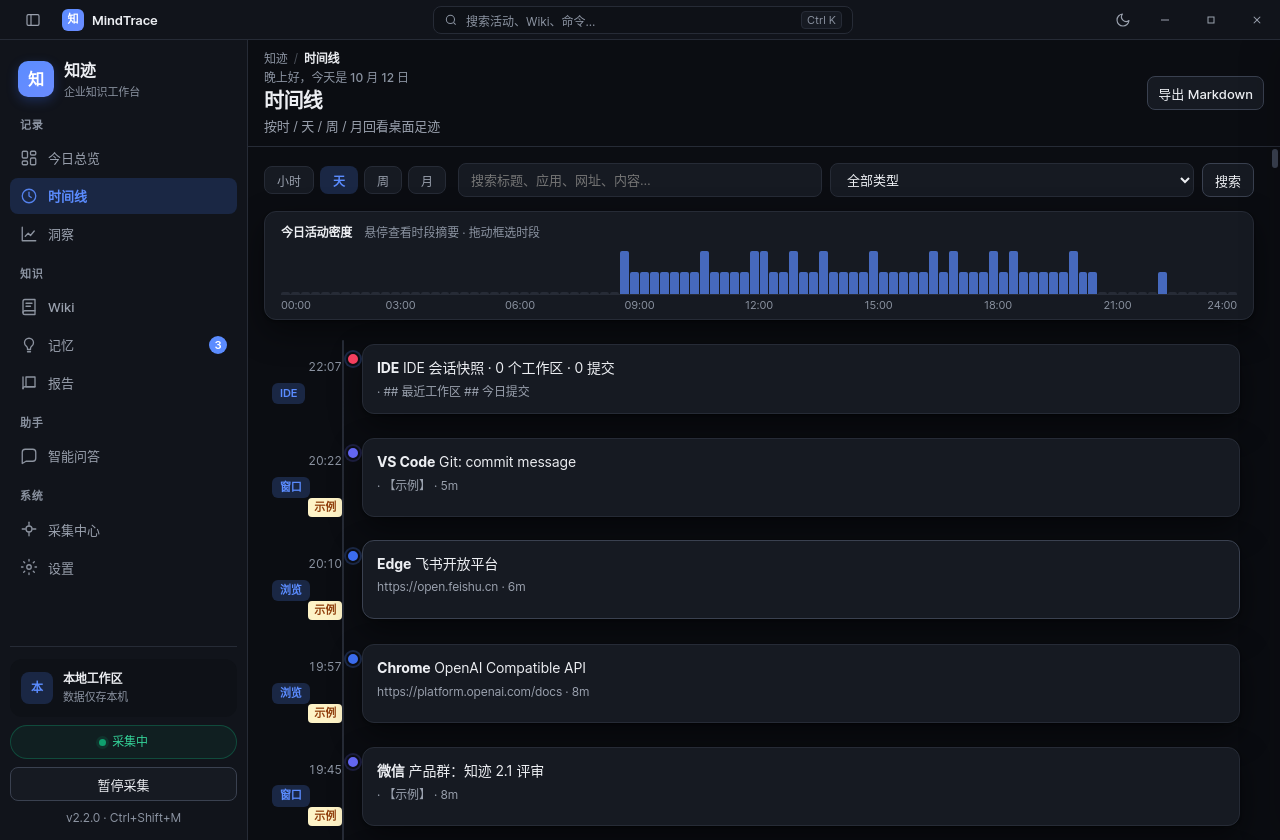 知 MindTrace
搜索活动、Wiki、命令... Ctrl K
知 知迹
企业知识工作台
记录
今日总览
时间线
洞察
知识
Wiki
记忆 3
报告
助手
智能问答
系统
采集中心
设置
本 本地工作区
数据仅存本机
采集中
暂停采集
v2.2.0 · Ctrl+Shift+M
知迹 / 时间线
晚上好，今天是 10 月 12 日
时间线
按时 / 天 / 周 / 月回看桌面足迹
导出 Markdown
小时 天 周 月 搜索标题、应用、网址、内容... 全部类型 搜索
今日活动密度 悬停查看时段摘要 · 拖动框选时段
00:00 03:00 06:00 09:00 12:00 15:00 18:00 21:00 24:00
22:07 IDE IDE 会话快照 · 0 个工作区 · 0 提交
IDE · ## 最近工作区 ## 今日提交
20:22 VS Code Git: commit message
窗口 · 【示例】 · 5m
示例
20:10 Edge 飞书开放平台
浏览 https://open.feishu.cn · 6m
示例
19:57 Chrome OpenAI Compatible API
浏览 https://platform.openai.com/docs · 8m
示例
19:45 微信 产品群：知迹 2.1 评审
窗口 · 【示例】 · 8m
示例